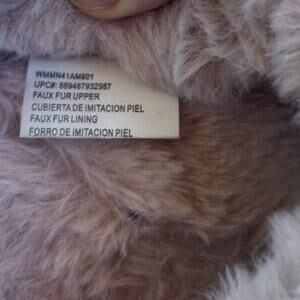 WMMN41AM901
UPC#: 889487932987
FAUX FUR UPPER
CUBIERTA DE IMITACION PIEL
FAUX FUR LINING
FORRO DE IMITACION PIEL